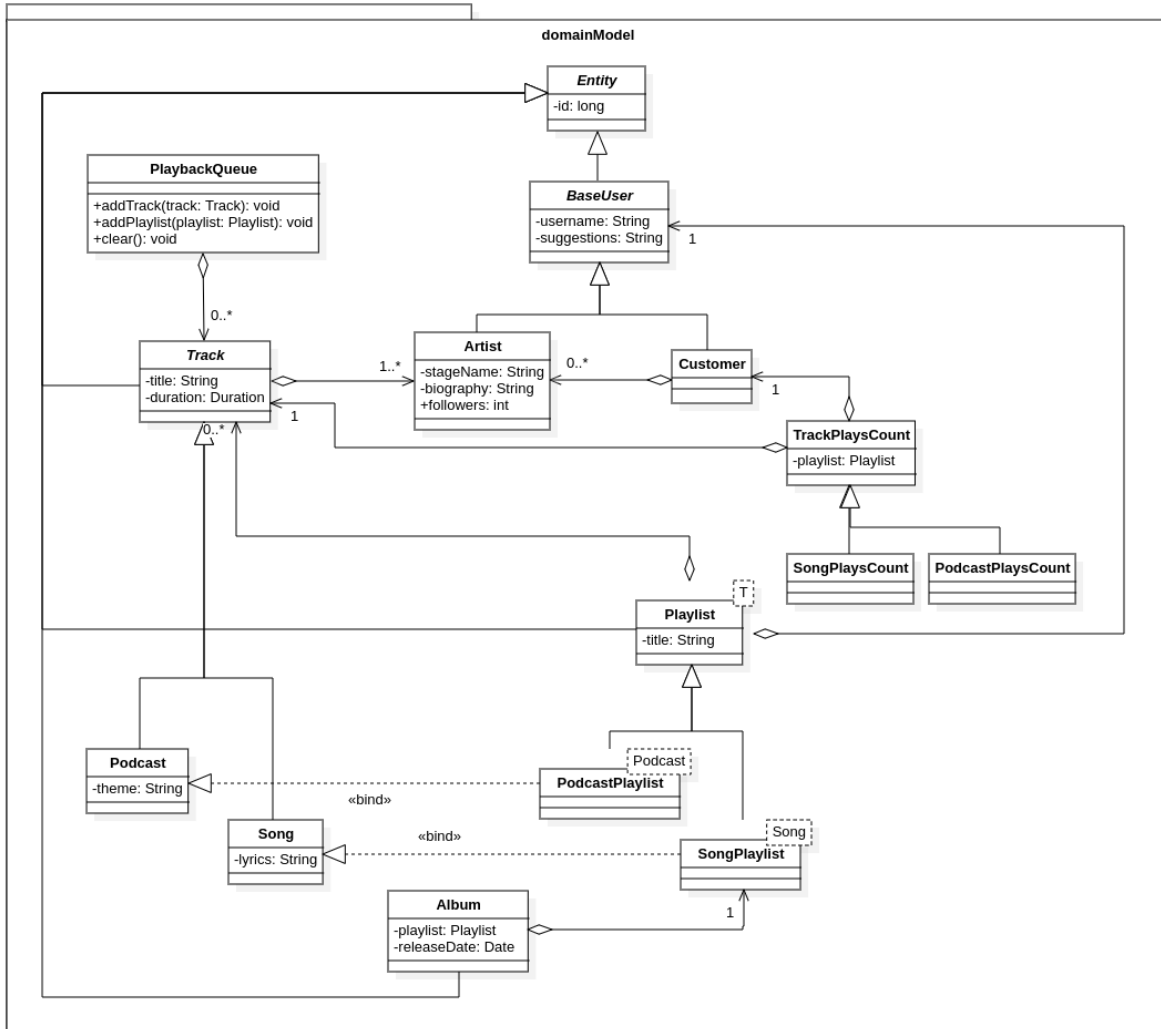 domainModel
Entity
-id: long
PlaybackQueue
+addTrack(track: Track): void
+addPlaylist(playlist: Playlist): void
+clear(): void
BaseUser
-username: String
-suggestions: String
1
0..*
Track
-title: String
-duration: Duration
1..*
Artist
-stageName: String
-biography: String
+followers: int
0..*
Customer
1
1
0..*
TrackPlaysCount
-playlist: Playlist
SongPlaysCount
PodcastPlaysCount
T
Playlist
-title: String
Podcast
-theme: String
«bind»
Podcast
PodcastPlaylist
Song
-lyrics: String
«bind»
Song
SongPlaylist
Album
-playlist: Playlist
-releaseDate: Date
1